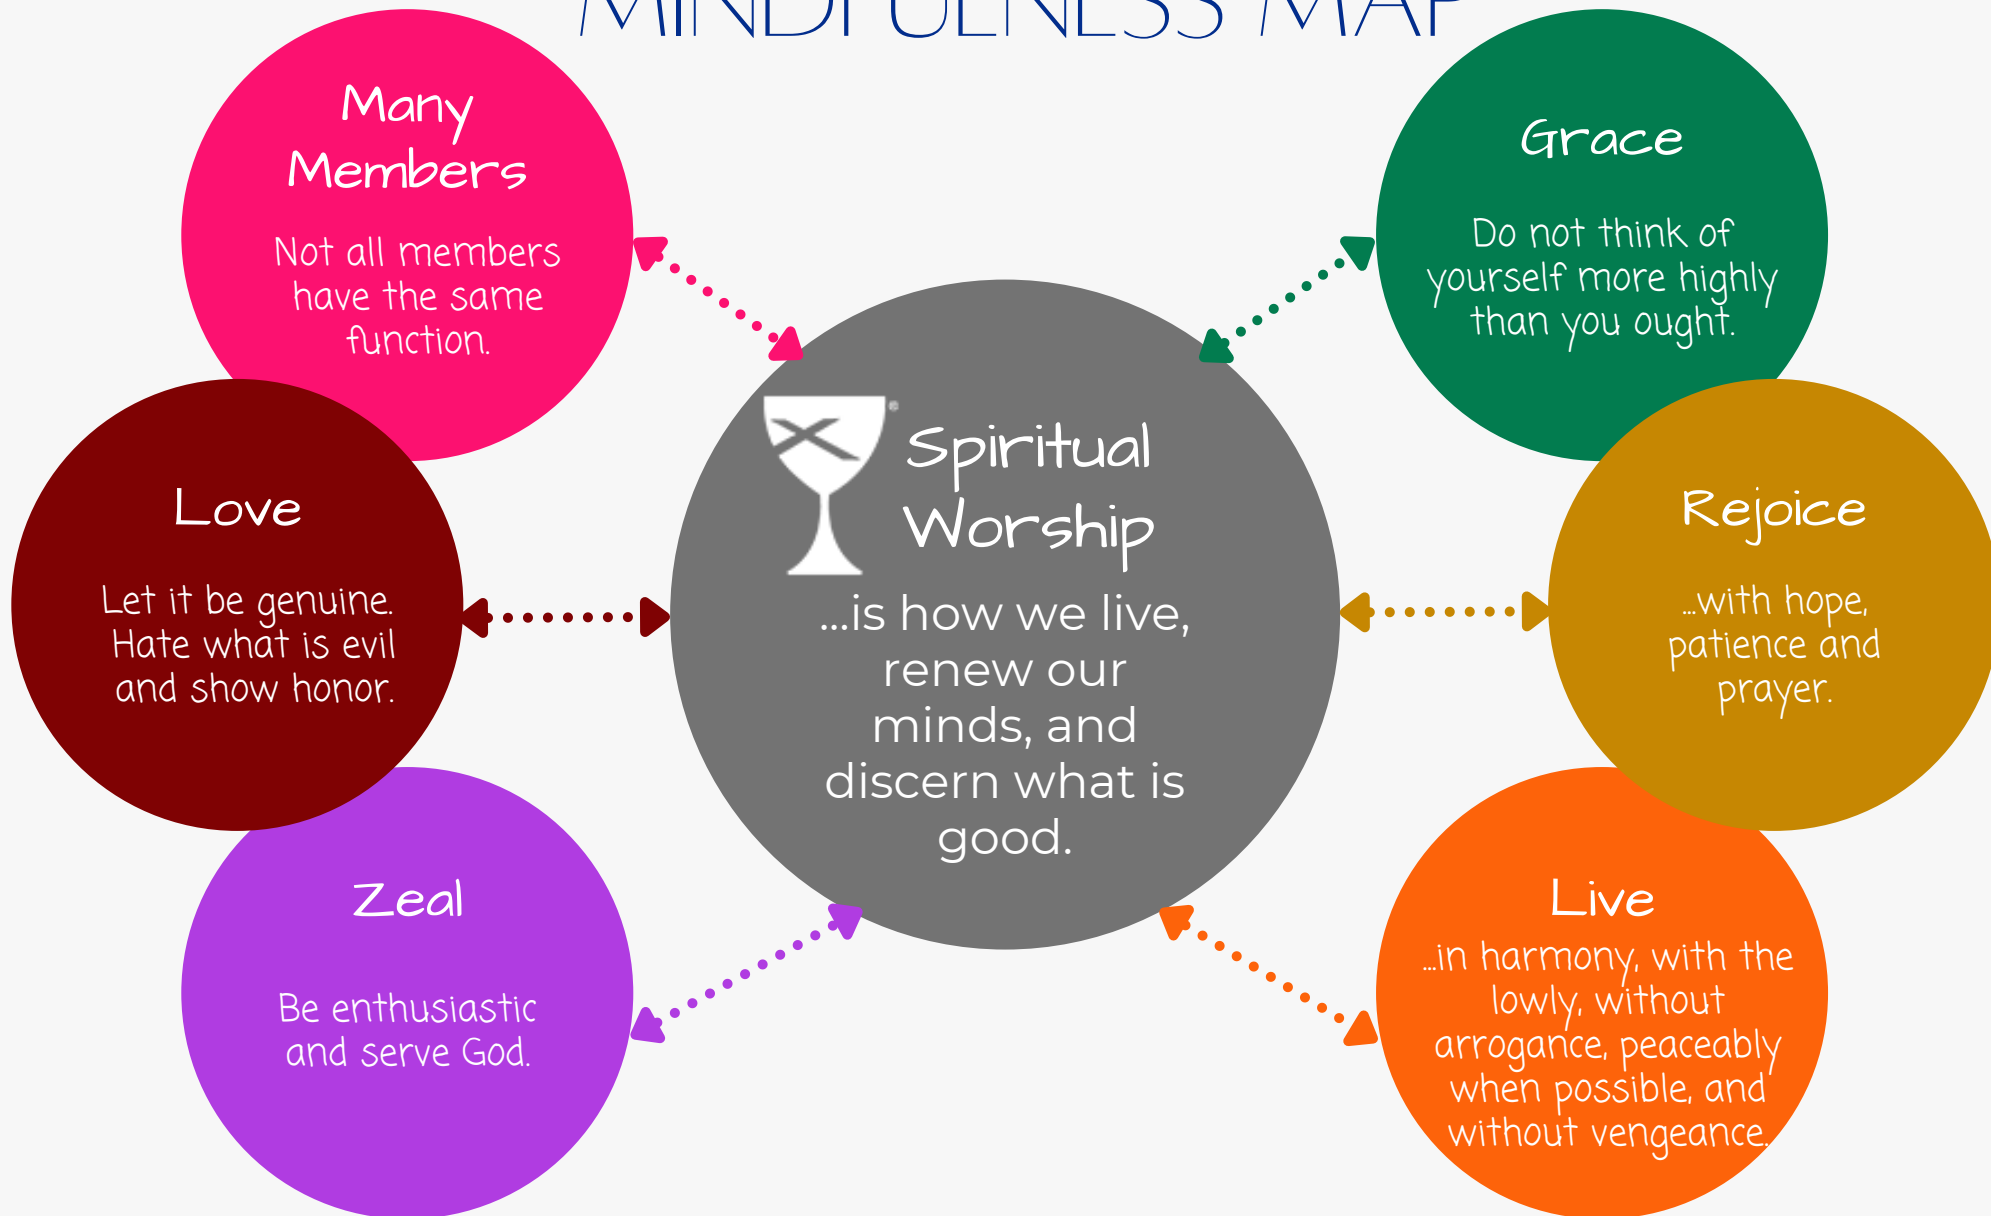 MINDFULNESS MAP
Many
Members
Not all members
have the same
function.
Grace
Do not think of
yourself more highly
than you ought.
Spiritual
Worship
...is how we live,
renew our
minds, and
discern what is
good.
Love
Let it be genuine.
Hate what is evil
and show honor.
Rejoice
...with hope,
patience and
prayer.
Zeal
Be enthusiastic
and serve God.
Live
...in harmony, with the
lowly, without
arrogance, peaceably
when possible, and
without vengeance.